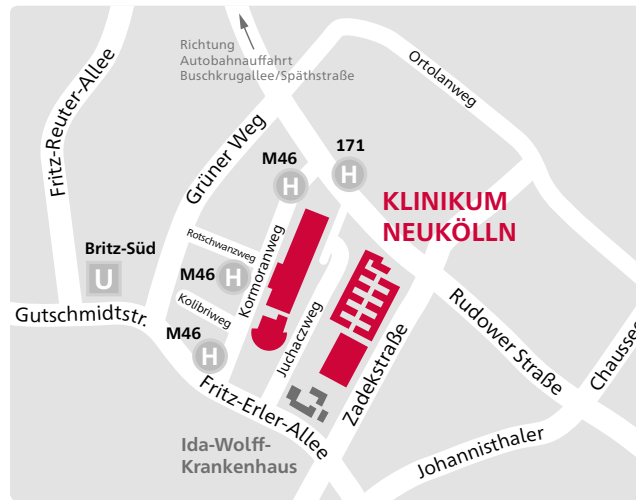 Richtung
Autobahnauffahrt
Buschkrugallee/Späthstraße
Fritz-Reuter-Allee
Ortolanweg
Grüner Weg
M46
H
171
H
KLINIKUM
NEUKÖLLN
Rotschwanzweg
Britz-Süd
U
M46
H
Kormoranweg
Kolibriweg
Gutschmidtstr.
M46
H
Juchaczweg
Zadekstraße
Rudower Straße
Chaussee
Fritz-Erler-Allee
Ida-Wolff-
Krankenhaus
Johannisthaler